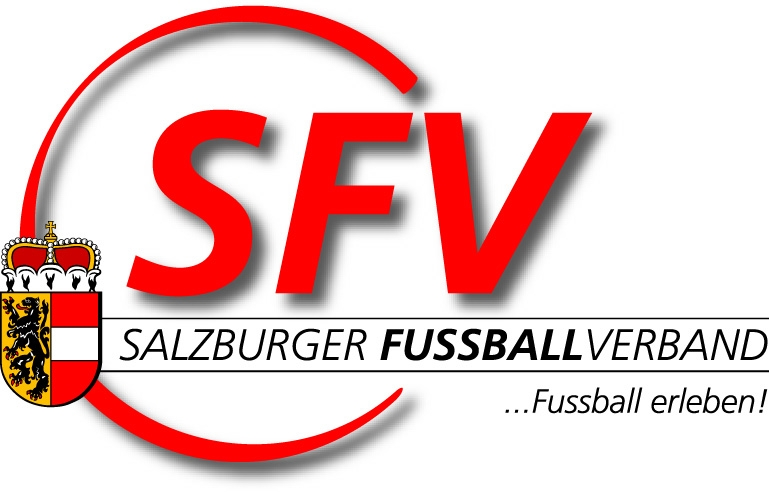 SFV
SALZBURGER FUSSBALLVERBAND
...Fussball erleben!